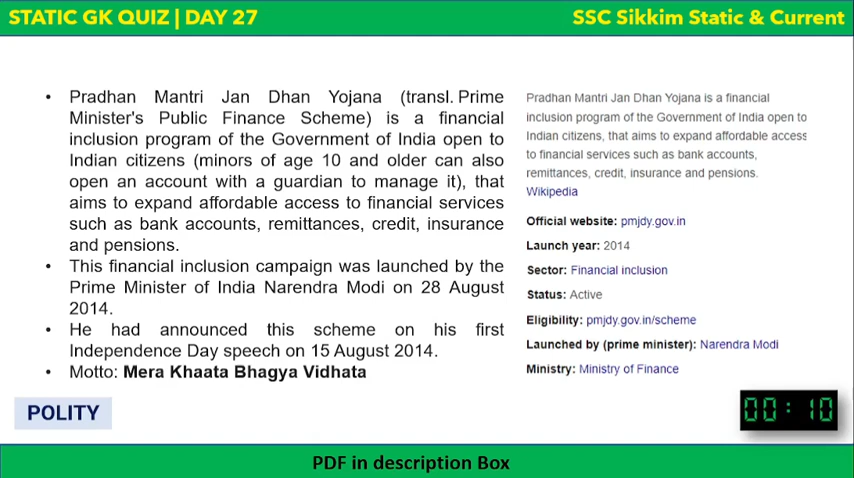 STATIC GK QUIZ | DAY 27
SSC Sikkim Static & Current
• Pradhan Mantri Jan Dhan Yojana (transl. Prime
Minister's Public Finance Scheme) is a financial
inclusion program of the Government of India open to
Indian citizens (minors of age 10 and older can also
open an account with a guardian to manage it), that
aims to expand affordable access to financial services
such as bank accounts, remittances, credit, insurance
and pensions.
• This financial inclusion campaign was launched by the
Prime Minister of India Narendra Modi on 28 August
2014.
• He had announced this scheme on his first
Independence Day speech on 15 August 2014.
• Motto: Mera Khaata Bhagya Vidhata
Pradhan Mantri Jan Dhan Yojana is a financial
inclusion program of the Government of India open to
Indian citizens, that aims to expand affordable access
to financial services such as bank accounts,
remittances, credit, insurance and pensions.
Wikipedia
Official website: pmjdy.gov.in
Launch year: 2014
Sector: Financial inclusion
Status: Active
Eligibility: pmjdy.gov.in/scheme
Launched by (prime minister): Narendra Modi
Ministry: Ministry of Finance
POLITY
00:10
PDF in description Box